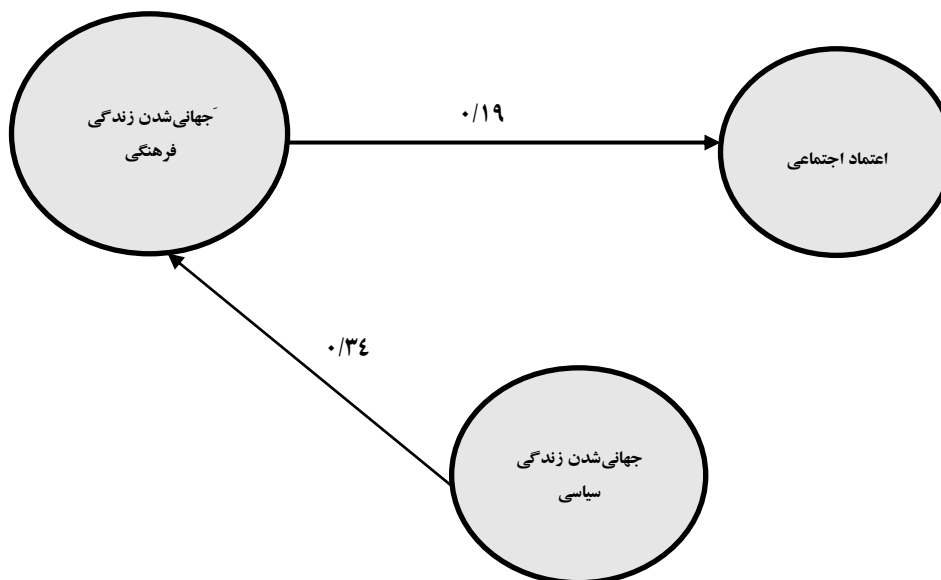 جهانی‌شدن زندگی
فرهنگی
۰/۱۹
اعتماد اجتماعی
۰/۳٤
جهانی‌شدن زندگی
سیاسی